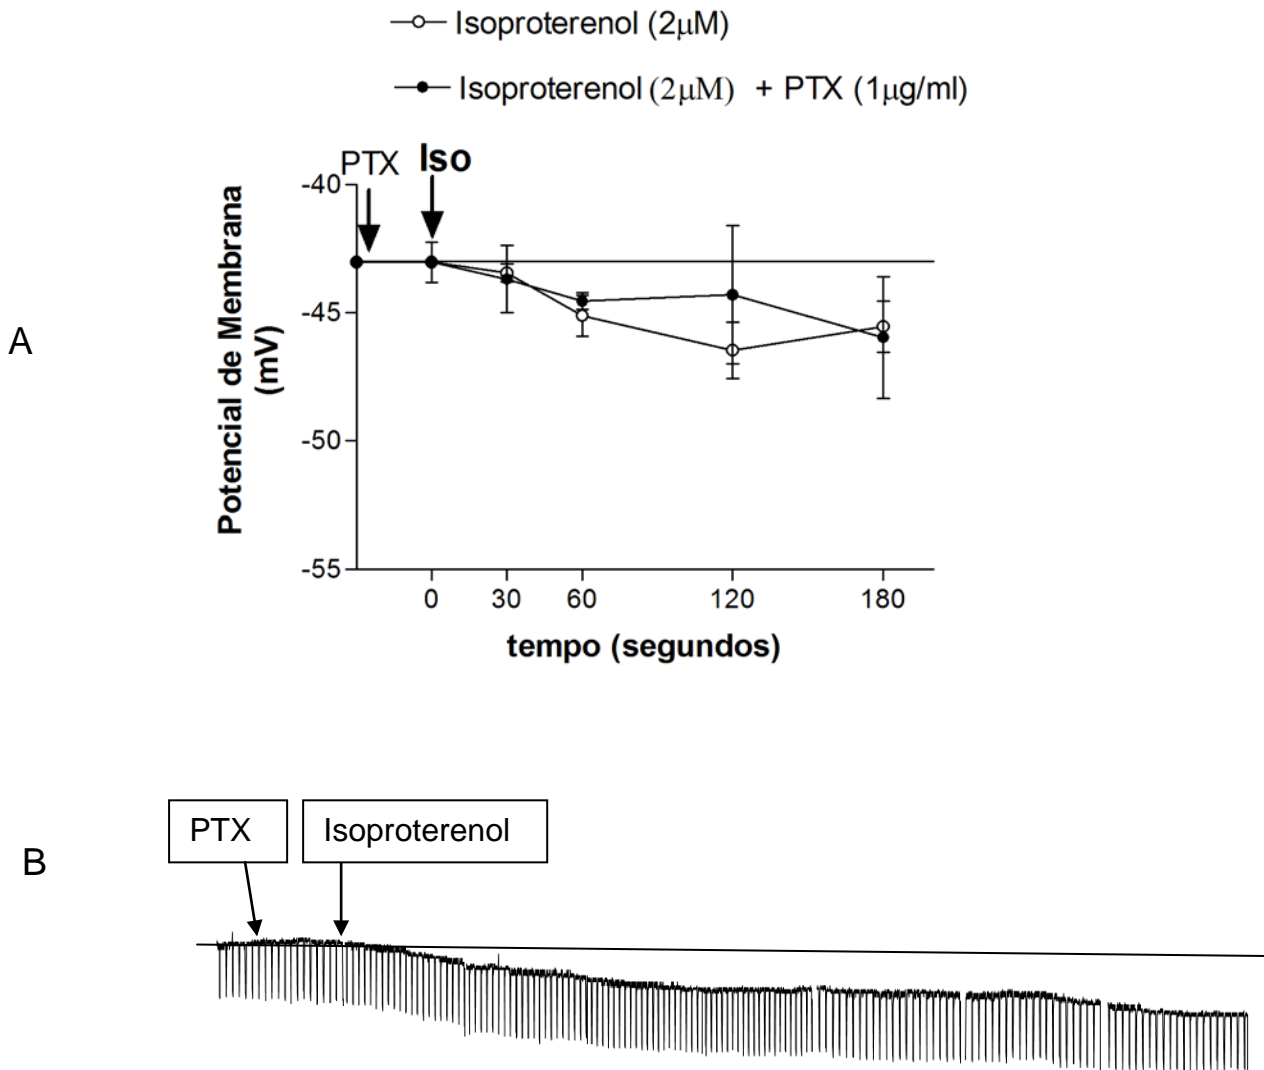 Isoproterenol (2μM)
Isoproterenol (2μM) + PTX (1μg/ml)
PTX Iso
A
Potencial de Membrana
(mV)
-40
-45
-50
-55
0 30 60 120 180
tempo (segundos)
PTX Isoproterenol
B